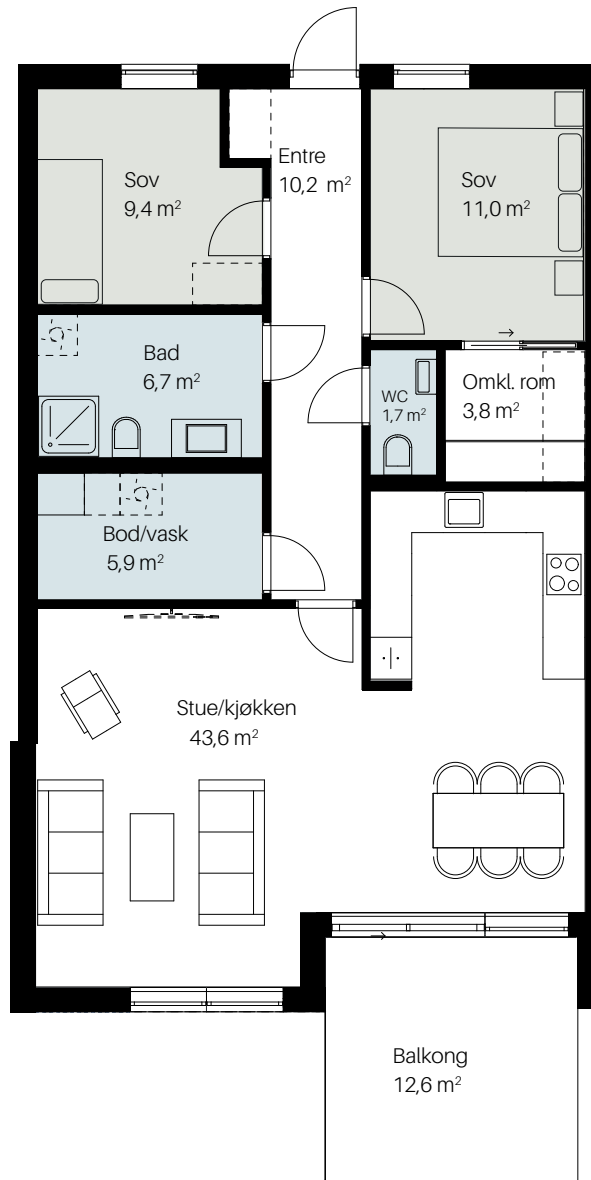 Entre
10,2 m²
Sov
9,4 m²
Sov
11,0 m²
Bad
6,7 m²
WC
1,7 m²
Omkl. rom
3,8 m²
Bod/vask
5,9 m²
Stue/kjøkken
43,6 m²
Balkong
12,6 m²